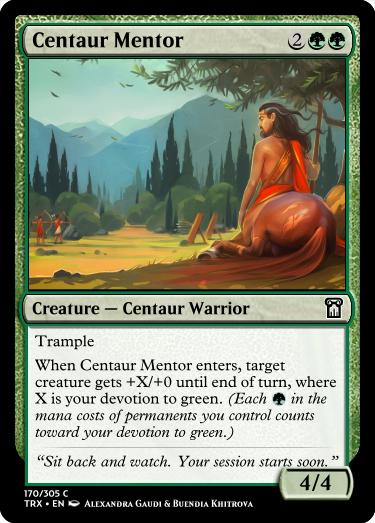 Centaur Mentor 2
Creature — Centaur Warrior
Trample
When Centaur Mentor enters, target
creature gets +X/+0 until end of turn, where
X is your devotion to green. (Each in the
mana costs of permanents you control counts
toward your devotion to green.)
“Sit back and watch. Your session starts soon.”
4/4
170/305 C
TRX • EN Alexandra Gaudi & Buendia Khitrova